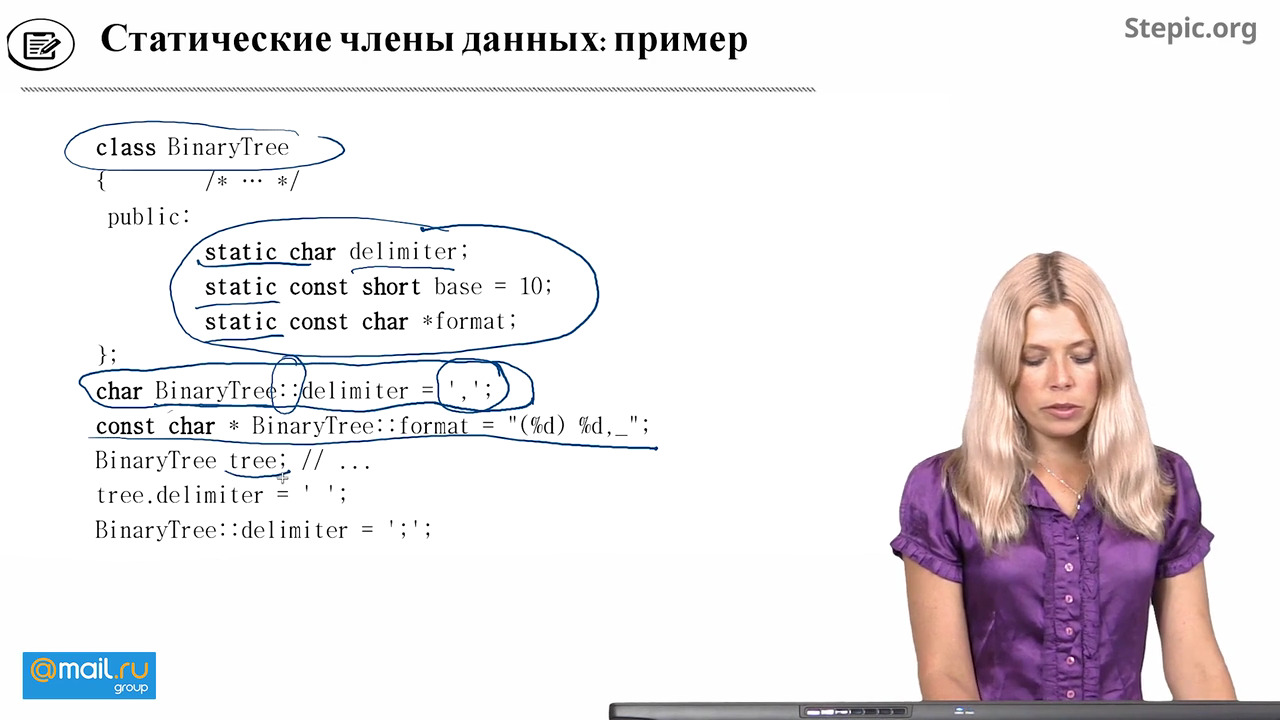 Статические члены данных: пример
Stepic.org
class BinaryTree
{ /* … */
public:
static char delimiter;
static const short base = 10;
static const char *format;
};
char BinaryTree::delimiter = ',';
const char * BinaryTree::format = "(%d) %d,_";
BinaryTree tree; // ...
tree.delimiter = ' ';
BinaryTree::delimiter = ';';
@mail.ru
group